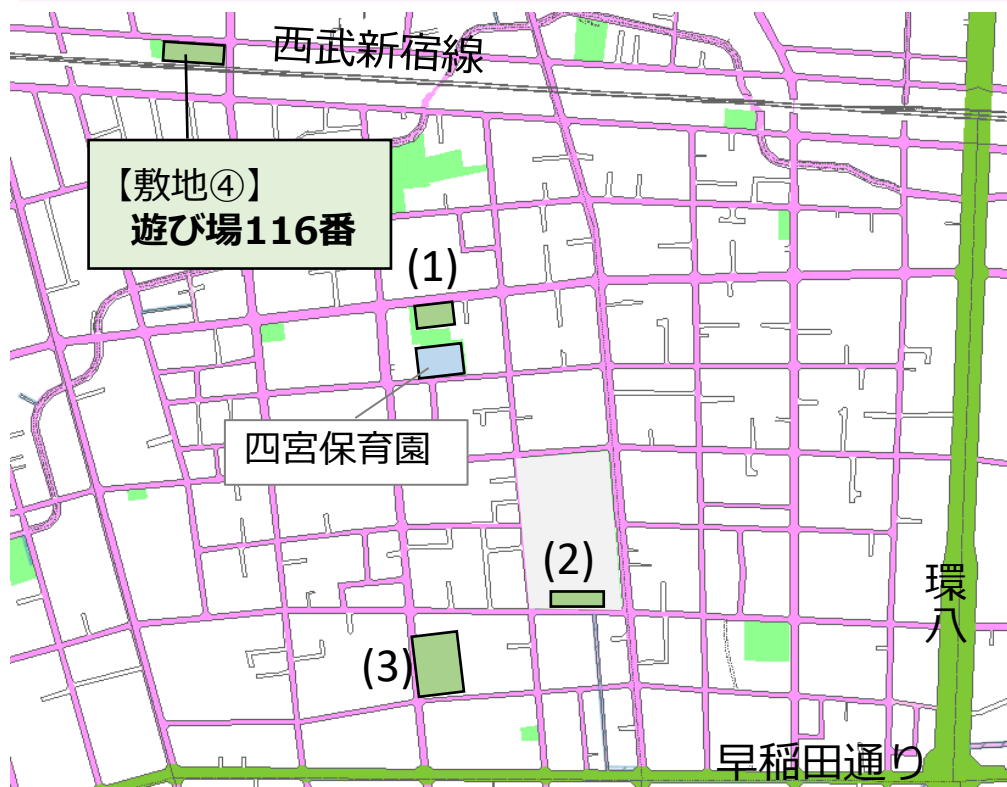 西武新宿線
【敷地④】
遊び場116番
(1)
四宮保育園
(2)
環八
(3)
早稲田通り